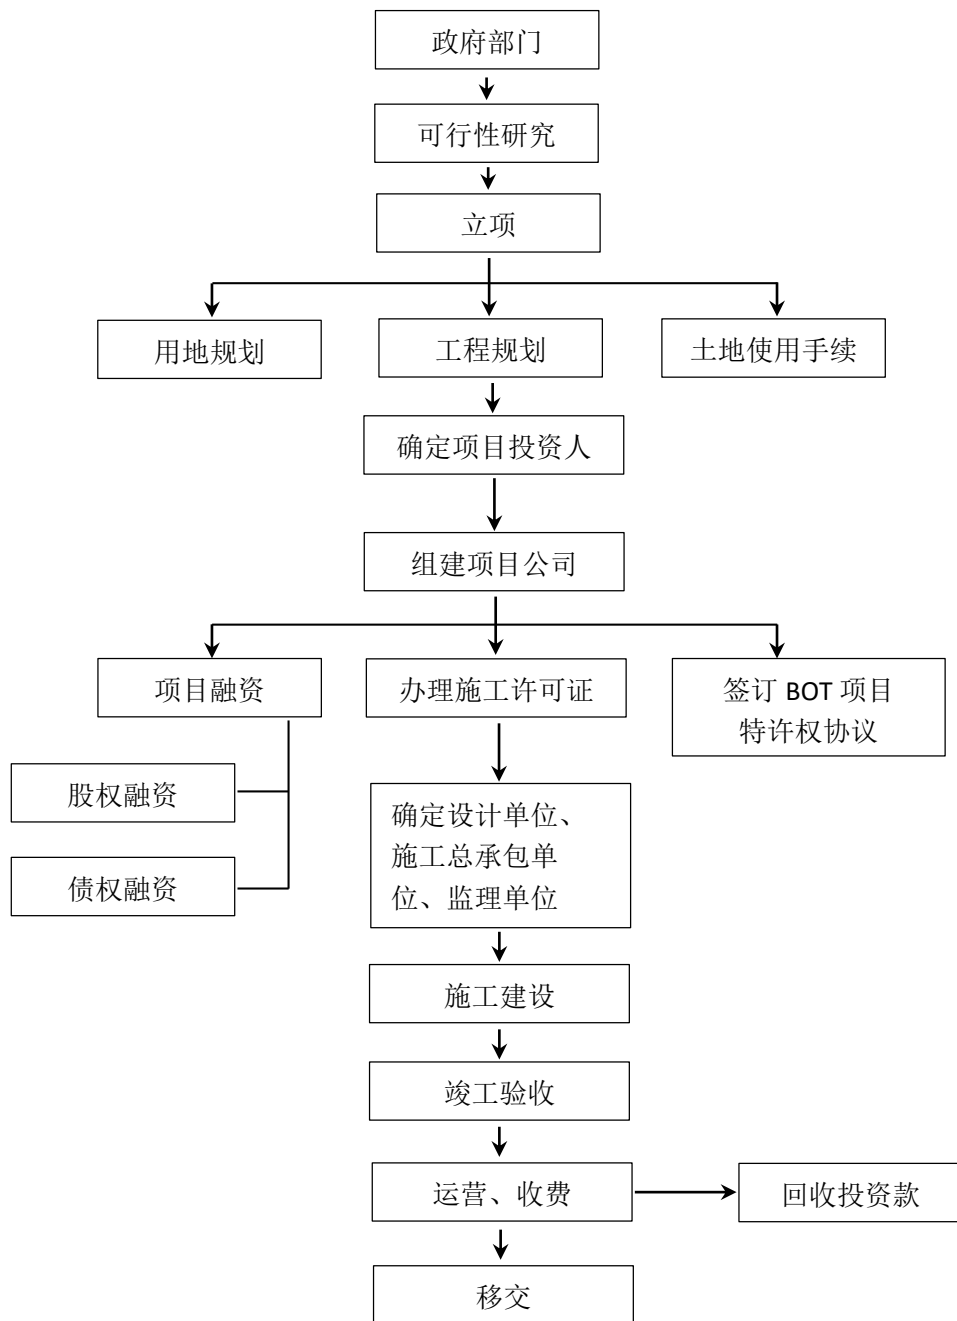 政府部门
可行性研究
立项
用地规划
工程规划
土地使用手续
确定项目投资人
组建项目公司
项目融资
办理施工许可证
签订 BOT 项目
特许权协议
股权融资
债权融资
确定设计单位、
施工总承包单
位、监理单位
施工建设
竣工验收
运营、收费
回收投资款
移交